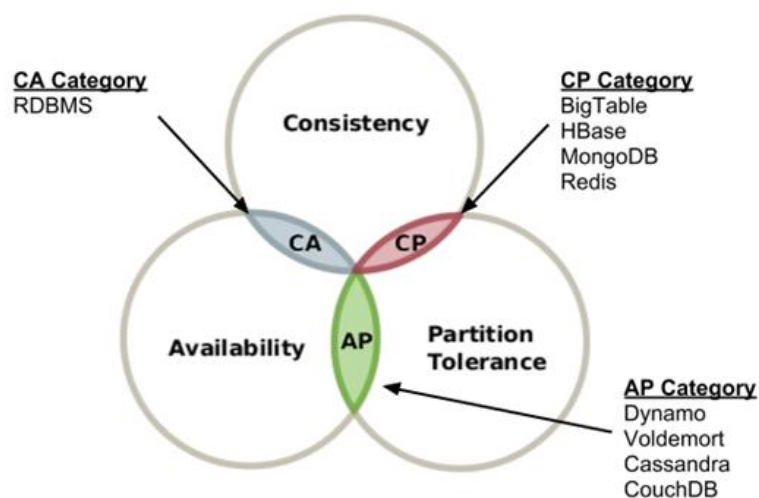 CA Category
RDBMS
Consistency
CP Category
BigTable
HBase
MongoDB
Redis
CA
CP
Availability
AP
Partition
Tolerance
AP Category
Dynamo
Voldemort
Cassandra
CouchDB